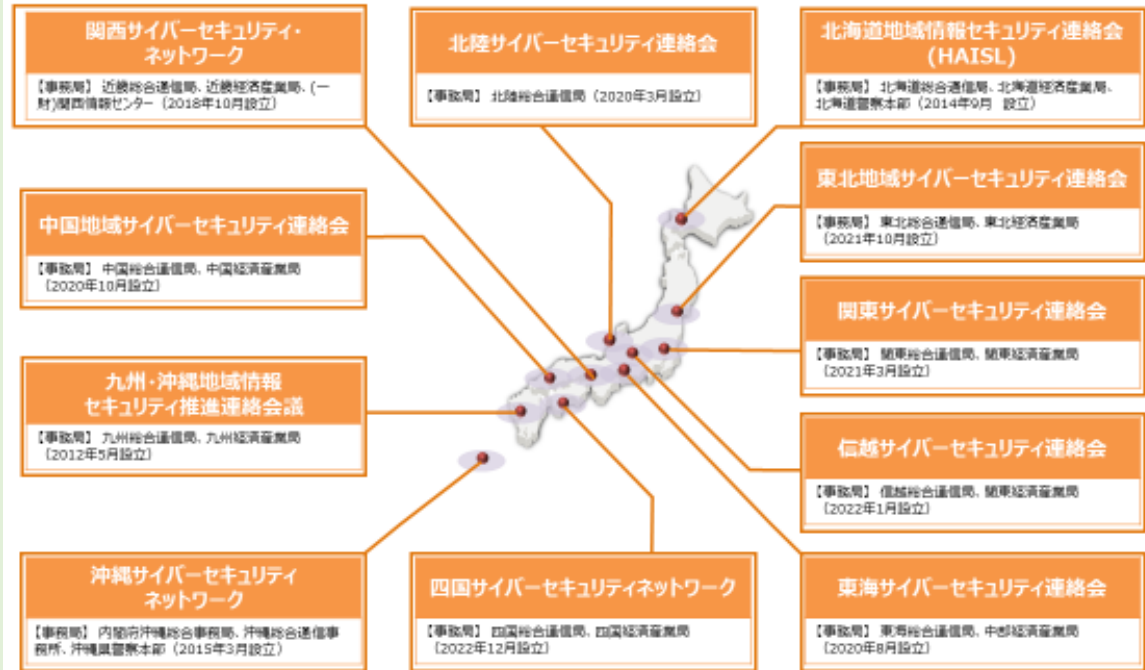 関西サイバーセキュリティ・
ネットワーク
【事務局】 近畿総合通信局、近畿経済産業局、(一
財)関西情報センター（2018年10月設立）
北陸サイバーセキュリティ連絡会
【事務局】 北陸総合通信局（2020年3月設立）
北海道地域情報セキュリティ連絡会
(HAISL)
【事務局】 北海道総合通信局、北海道経済産業局、
北海道警察本部（2014年9月 設立）
中国地域サイバーセキュリティ連絡会
【事務局】 中国総合通信局、中国経済産業局
（2020年10月設立）
東北地域サイバーセキュリティ連絡会
【事務局】 東北総合通信局、東北経済産業局
（2021年10月設立）
関東サイバーセキュリティ連絡会
【事務局】 関東総合通信局、関東経済産業局
（2021年3月設立）
九州・沖縄地域情報
セキュリティ推進連絡会議
【事務局】 九州総合通信局、九州経済産業局
（2012年5月設立）
信越サイバーセキュリティ連絡会
【事務局】 信越総合通信局、関東経済産業局
（2022年1月設立）
沖縄サイバーセキュリティ
ネットワーク
【事務局】 内閣府沖縄総合事務局、沖縄総合通信事
務所、沖縄県警察本部（2015年3月設立）
四国サイバーセキュリティネットワーク
【事務局】 四国総合通信局、四国経済産業局
（2022年12月設立）
東海サイバーセキュリティ連絡会
【事務局】 東海総合通信局、中部経済産業局
（2020年8月設立）